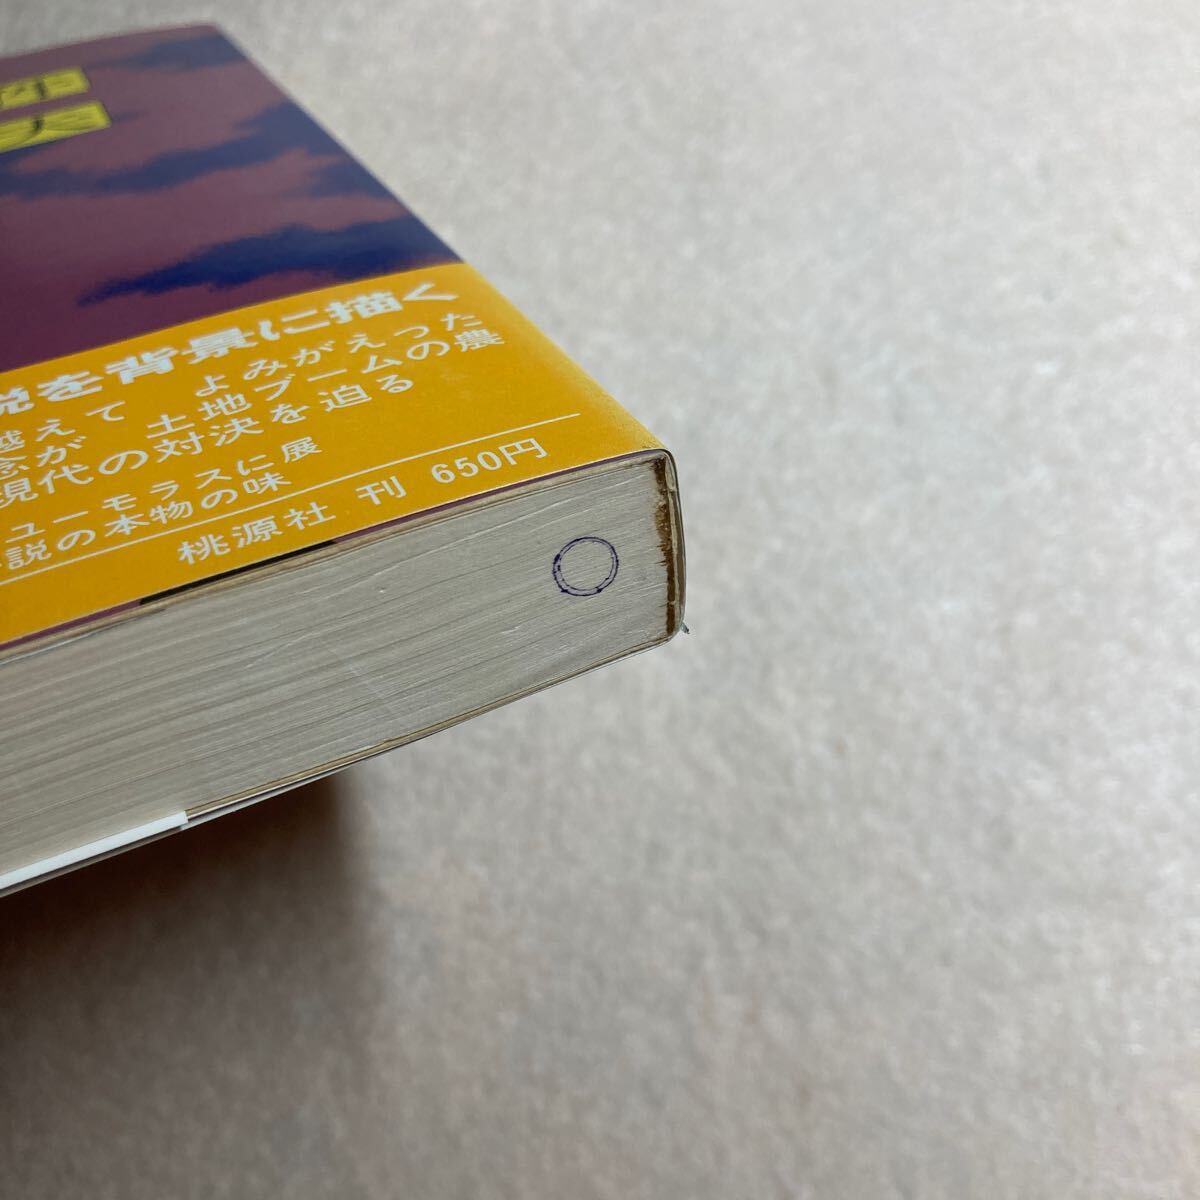 夫
説を背景に描く
越えて よみがえった
念が 土地ブームの農
現代の対決を迫る
ューモラスに展
説の本物の味
桃源社 刊 650円